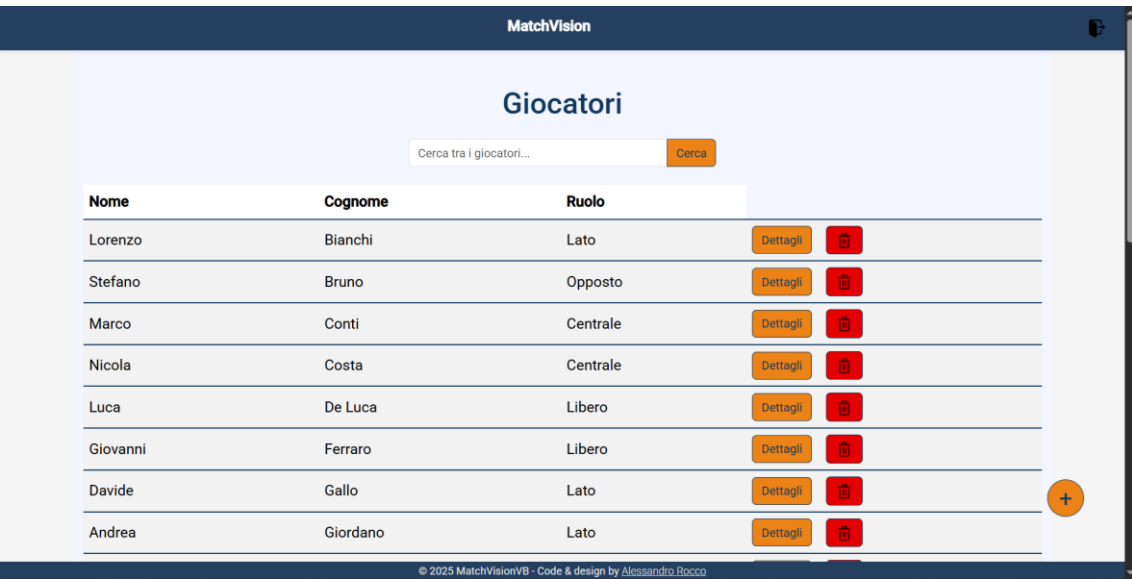 MatchVision
Giocatori
Cerca tra i giocatori... Cerca
Nome Cognome Ruolo
Lorenzo Bianchi Lato Dettagli
Stefano Bruno Opposto Dettagli
Marco Conti Centrale Dettagli
Nicola Costa Centrale Dettagli
Luca De Luca Libero Dettagli
Giovanni Ferraro Libero Dettagli
Davide Gallo Lato Dettagli
+
Andrea Giordano Lato Dettagli
© 2025 MatchVisionVB - Code & design by Alessandro Rocco